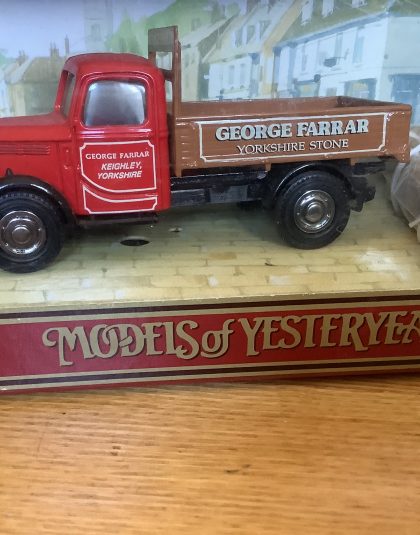 GEORGE FARRAR
YORKSHIRE STONE
GEORGE FARRAR
KEIGHLEY,
YORKSHIRE
MODELS of YESTERYEA